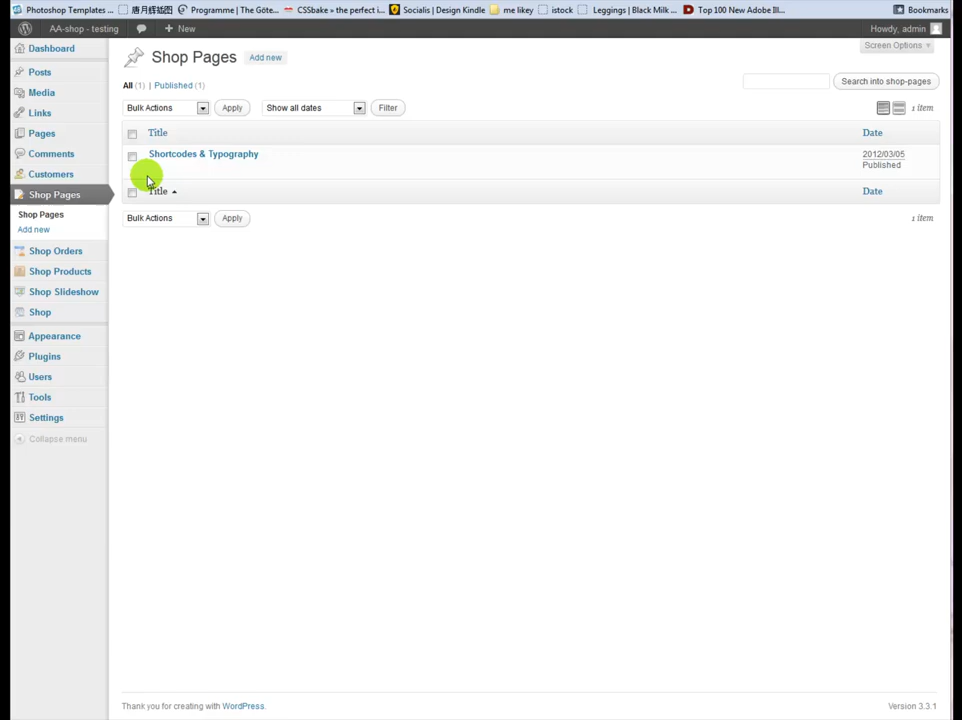 Photoshop Templates ... 唐月辉插图 Programme | The Göte... CSSbake » the perfect i... Socialis | Design Kindle me likey istock Leggings | Black Milk ... Top 100 New Adobe Ill... Bookmarks
AA-shop - testing + New Howdy, admin
Screen Options
Dashboard
Posts
Media
Links
Pages
Comments
Customers
Shop Pages
Shop Pages
Add new
Shop Orders
Shop Products
Shop Slideshow
Shop
Appearance
Plugins
Users
Tools
Settings
Collapse menu
Shop Pages Add new
All (1) | Published (1)
Search into shop-pages
Bulk Actions Apply Show all dates Filter 1 item
Title Date
Shortcodes & Typography 2012/03/05
Published
Title Date
Bulk Actions Apply 1 item
Thank you for creating with WordPress. Version 3.3.1